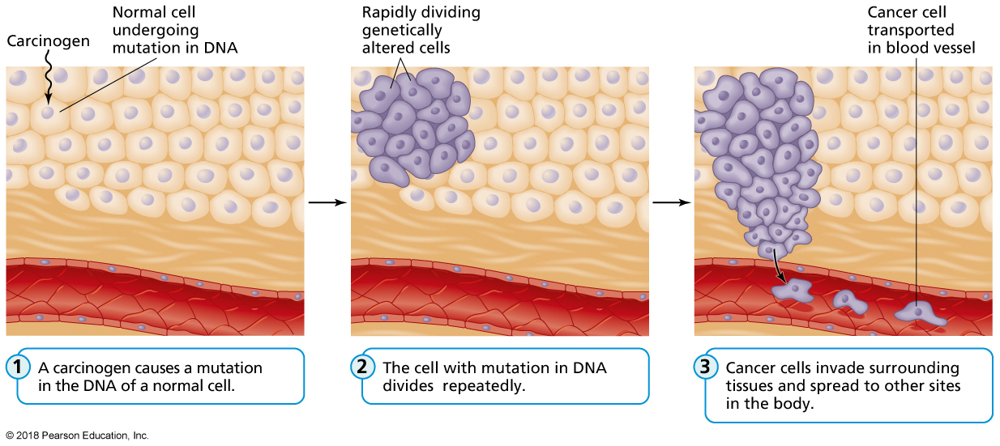 Carcinogen
Normal cell
undergoing
mutation in DNA
Rapidly dividing
genetically
altered cells
Cancer cell
transported
in blood vessel
1 A carcinogen causes a mutation
in the DNA of a normal cell.
2 The cell with mutation in DNA
divides repeatedly.
3 Cancer cells invade surrounding
tissues and spread to other sites
in the body.
© 2018 Pearson Education, Inc.